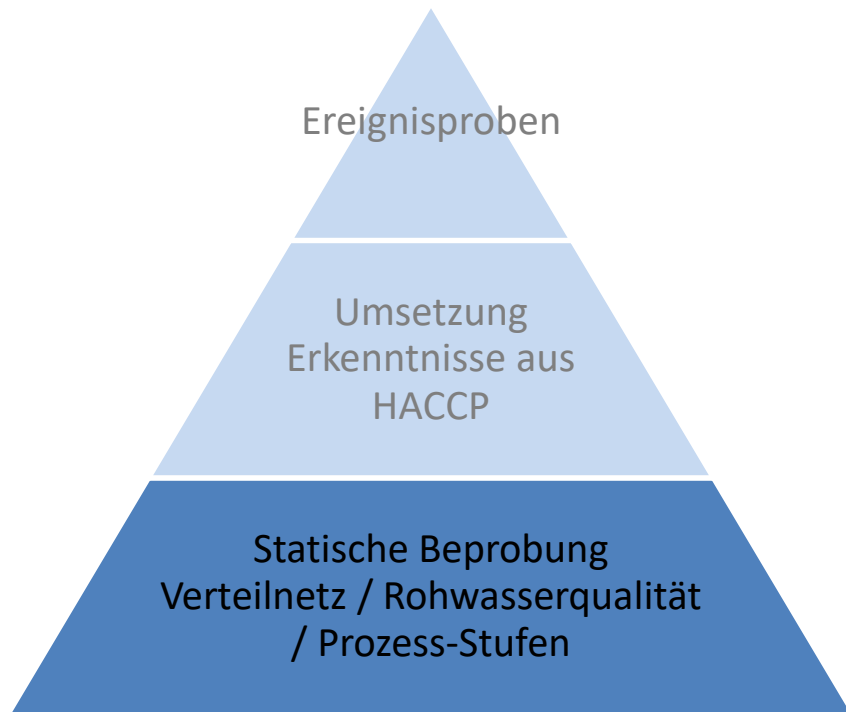 Ereignisproben
Umsetzung
Erkenntnisse aus
HACCP
Statische Beprobung
Verteilnetz / Rohwasserqualität
/ Prozess-Stufen